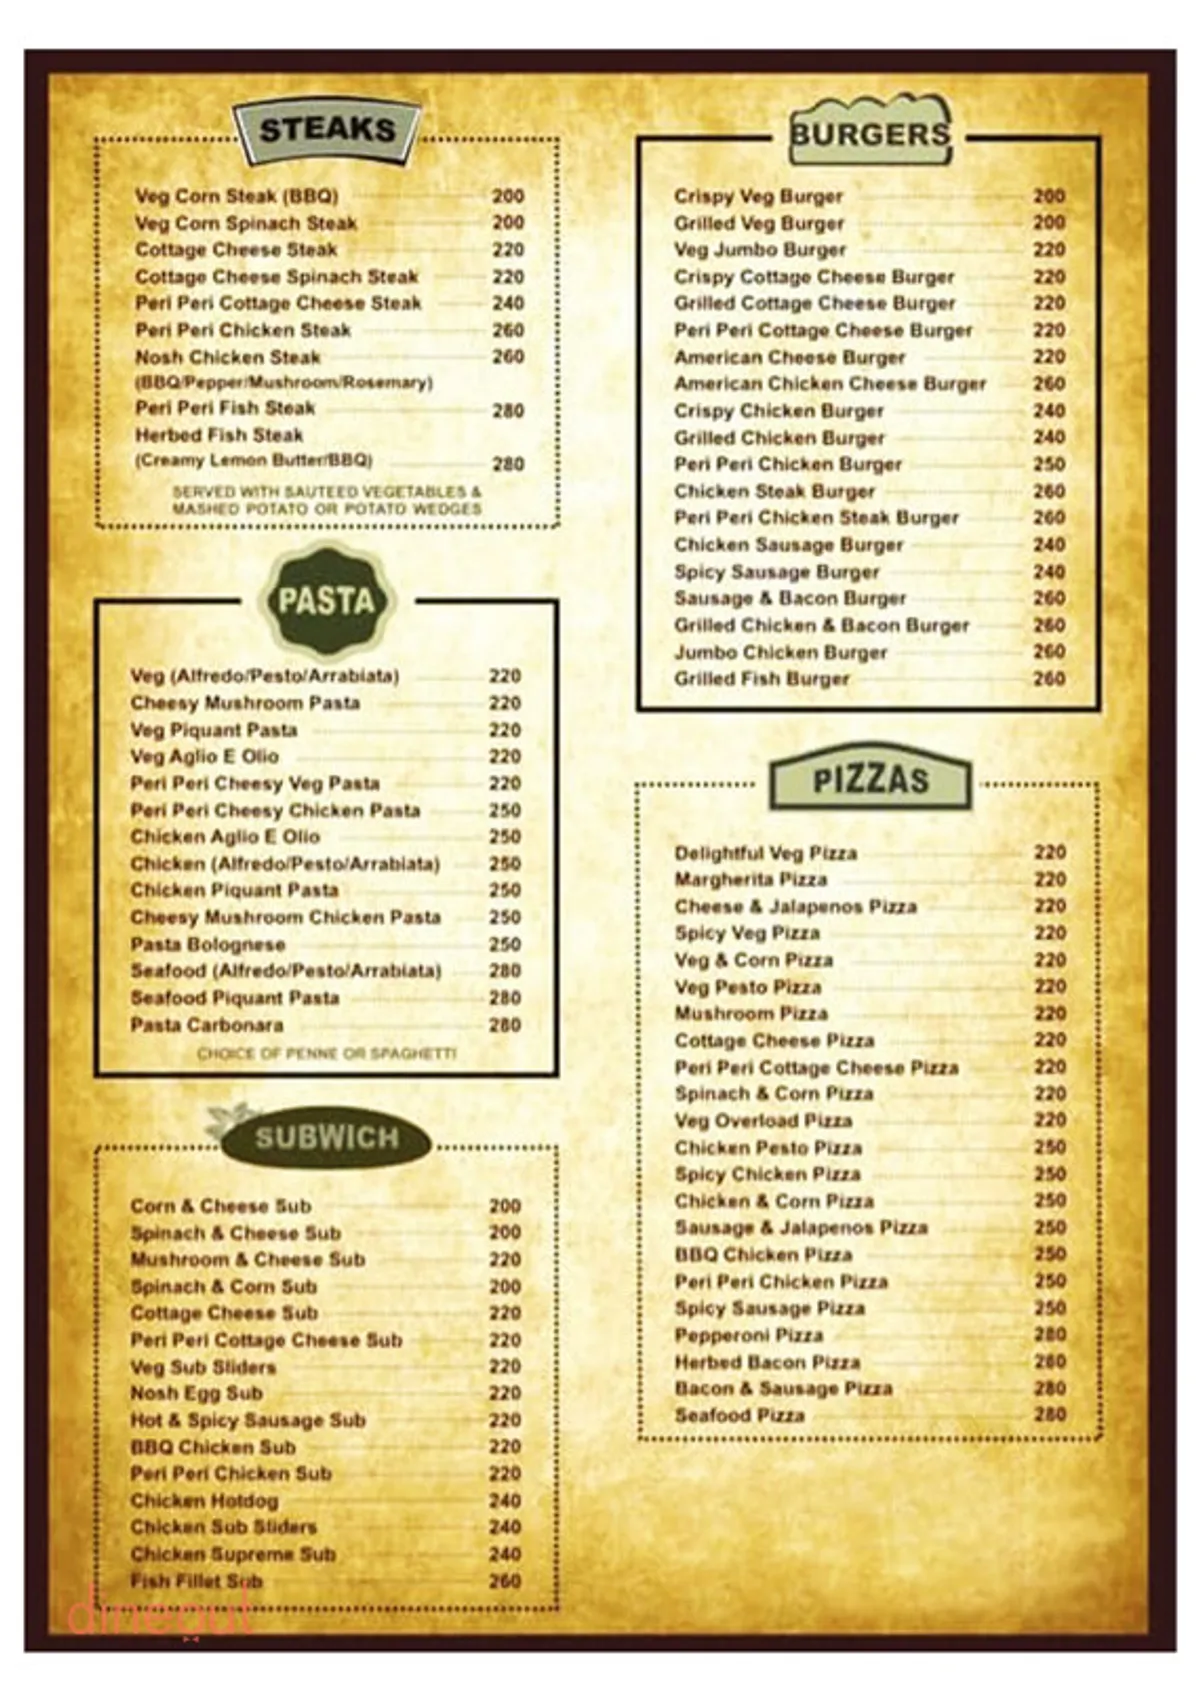 STEAKS
Veg Corn Steak (BBQ) 200
Veg Corn Spinach Steak 200
Cottage Cheese Steak 220
Cottage Cheese Spinach Steak 220
Peri Peri Cottage Cheese Steak 240
Peri Peri Chicken Steak 260
Nosh Chicken Steak 260
(BBQ/Pepper/Mushroom/Rosemary)
Peri Peri Fish Steak 280
Herbed Fish Steak
(Creamy Lemon Butter/BBQ) 280
SERVED WITH SAUTEED VEGETABLES &
MASHED POTATO OR POTATO WEDGES
PASTA
Veg (Alfredo/Pesto/Arrabiata) 220
Cheesy Mushroom Pasta 220
Veg Piquant Pasta 220
Veg Aglio E Olio 220
Peri Peri Cheesy Veg Pasta 220
Peri Peri Cheesy Chicken Pasta 250
Chicken Aglio E Olio 250
Chicken (Alfredo/Pesto/Arrabiata) 250
Chicken Piquant Pasta 250
Cheesy Mushroom Chicken Pasta 250
Pasta Bolognese 250
Seafood (Alfredo/Pesto/Arrabiata) 280
Seafood Piquant Pasta 280
Pasta Carbonara 280
CHOICE OF PENNE OR SPAGHETTI
SUBWICH
Corn & Cheese Sub 200
Spinach & Cheese Sub 200
Mushroom & Cheese Sub 220
Spinach & Corn Sub 200
Cottage Cheese Sub 220
Peri Peri Cottage Cheese Sub 220
Veg Sub Sliders 220
Nosh Egg Sub 220
Hot & Spicy Sausage Sub 220
BBQ Chicken Sub 220
Peri Peri Chicken Sub 220
Chicken Hotdog 240
Chicken Sub Sliders 240
Chicken Supreme Sub 240
Fish Fillet Sub 260
dineout
BURGERS
Crispy Veg Burger 200
Grilled Veg Burger 200
Veg Jumbo Burger 220
Crispy Cottage Cheese Burger 220
Grilled Cottage Cheese Burger 220
Peri Peri Cottage Cheese Burger 220
American Cheese Burger 220
American Chicken Cheese Burger 260
Crispy Chicken Burger 240
Grilled Chicken Burger 240
Peri Peri Chicken Burger 250
Chicken Steak Burger 260
Peri Peri Chicken Steak Burger 260
Chicken Sausage Burger 240
Spicy Sausage Burger 240
Sausage & Bacon Burger 260
Grilled Chicken & Bacon Burger 260
Jumbo Chicken Burger 260
Grilled Fish Burger 260
PIZZAS
Delightful Veg Pizza 220
Margherita Pizza 220
Cheese & Jalapenos Pizza 220
Spicy Veg Pizza 220
Veg & Corn Pizza 220
Veg Pesto Pizza 220
Mushroom Pizza 220
Cottage Cheese Pizza 220
Peri Peri Cottage Cheese Pizza 220
Spinach & Corn Pizza 220
Veg Overload Pizza 220
Chicken Pesto Pizza 250
Spicy Chicken Pizza 250
Chicken & Corn Pizza 250
Sausage & Jalapenos Pizza 250
BBQ Chicken Pizza 250
Peri Peri Chicken Pizza 250
Spicy Sausage Pizza 250
Pepperoni Pizza 280
Herbed Bacon Pizza 280
Bacon & Sausage Pizza 280
Seafood Pizza 280